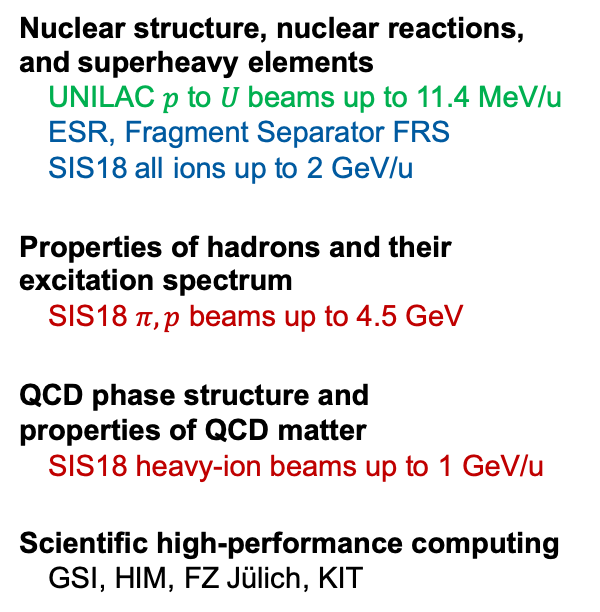 Nuclear structure, nuclear reactions,
and superheavy elements
UNILAC 𝑝 to 𝑈 beams up to 11.4 MeV/u
ESR, Fragment Separator FRS
SIS18 all ions up to 2 GeV/u
Properties of hadrons and their
excitation spectrum
SIS18 𝜋, 𝑝 beams up to 4.5 GeV
QCD phase structure and
properties of QCD matter
SIS18 heavy-ion beams up to 1 GeV/u
Scientific high-performance computing
GSI, HIM, FZ Jülich, KIT